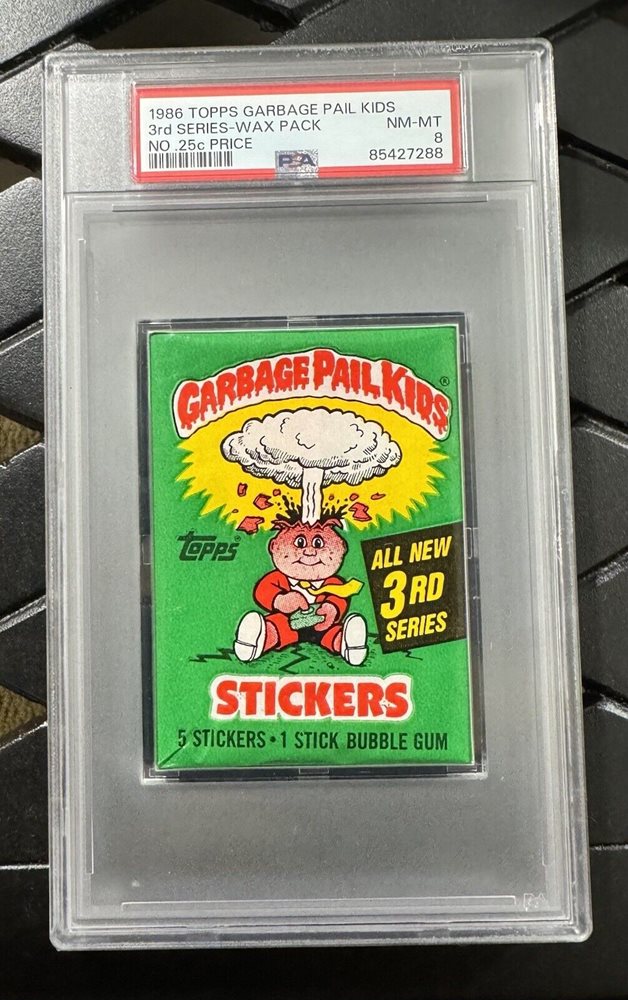 1986 TOPPS GARBAGE PAIL KIDS
3rd SERIES-WAX PACK NM-MT
NO .25c PRICE 8
PSA 85427288
GARBAGE PAIL KIDS®
TOPPS®
ALL NEW
3RD
SERIES
STICKERS
5 STICKERS • 1 STICK BUBBLE GUM